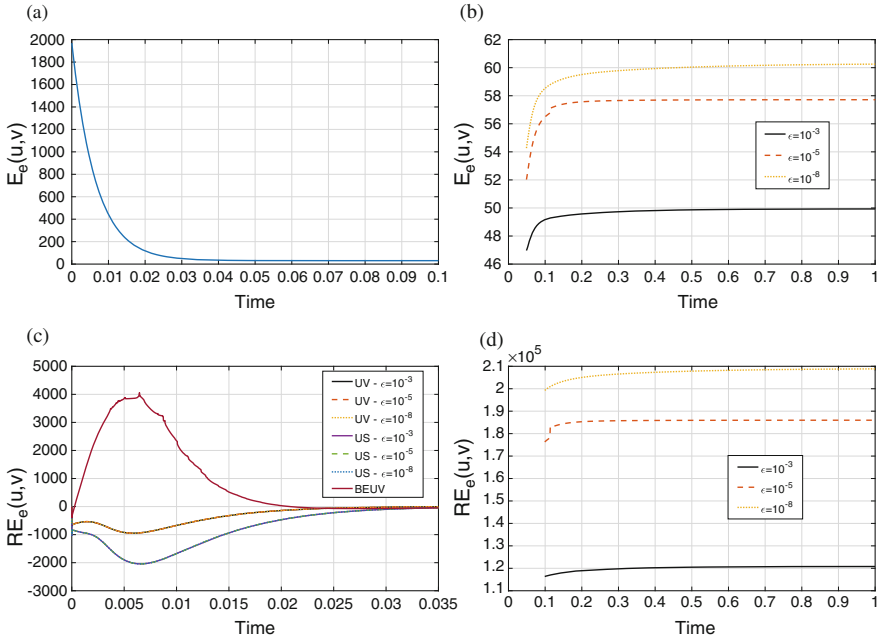 (a)
2000
1800
1600
1400
1200
1000
800
600
400
200
0
0 0.01 0.02 0.03 0.04 0.05 0.06 0.07 0.08 0.09 0.1
Time
E_e(u,v)
(b)
62
60
58
56
54
52
50
48
46
0 0.1 0.2 0.3 0.4 0.5 0.6 0.7 0.8 0.9 1
Time
E_e(u,v)
ϵ=10^-3
ϵ=10^-5
ϵ=10^-8
(c)
5000
4000
3000
2000
1000
0
-1000
-2000
-3000
0 0.005 0.01 0.015 0.02 0.025 0.03 0.035
Time
RE_e(u,v)
UV - ϵ=10^-3
UV - ϵ=10^-5
UV - ϵ=10^-8
US - ϵ=10^-3
US - ϵ=10^-5
US - ϵ=10^-8
BEUV
(d)
×10^5
2.1
2
1.9
1.8
1.7
1.6
1.5
1.4
1.3
1.2
1.1
0 0.1 0.2 0.3 0.4 0.5 0.6 0.7 0.8 0.9 1
Time
RE_e(u,v)
ϵ=10^-3
ϵ=10^-5
ϵ=10^-8